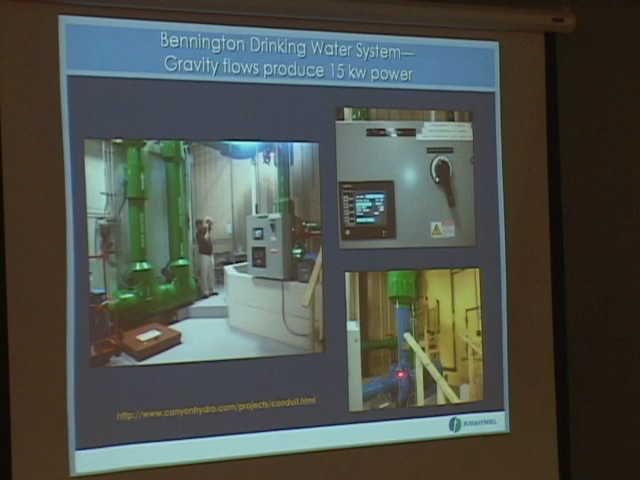 Bennington Drinking Water System—
Gravity flows produce 15 kw power
http://www.canyonhydro.com/projects/conduit.html